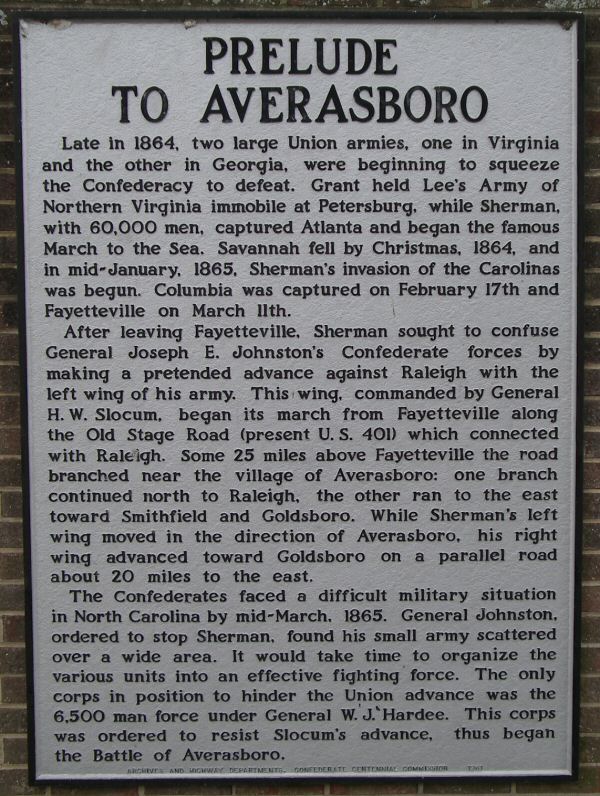 PRELUDE
TO AVERASBORO
Late in 1864, two large Union armies, one in Virginia
and the other in Georgia, were beginning to squeeze
the Confederacy to defeat. Grant held Lee's Army of
Northern Virginia immobile at Petersburg, while Sherman,
with 60,000 men, captured Atlanta and began the famous
March to the Sea. Savannah fell by Christmas, 1864, and
in mid-January, 1865, Sherman's invasion of the Carolinas
was begun. Columbia was captured on February 17th and
Fayetteville on March 11th.
After leaving Fayetteville, Sherman sought to confuse
General Joseph E. Johnston's Confederate forces by
making a pretended advance against Raleigh with the
left wing of his army. This wing, commanded by General
H. W. Slocum, began its march from Fayetteville along
the Old Stage Road (present U. S. 401) which connected
with Raleigh. Some 25 miles above Fayetteville the road
branched near the village of Averasboro: one branch
continued north to Raleigh, the other ran to the east
toward Smithfield and Goldsboro. While Sherman's left
wing moved in the direction of Averasboro, his right
wing advanced toward Goldsboro on a parallel road
about 20 miles to the east.
The Confederates faced a difficult military situation
in North Carolina by mid-March, 1865. General Johnston,
ordered to stop Sherman, found his small army scattered
over a wide area. It would take time to organize the
various units into an effective fighting force. The only
corps in position to hinder the Union advance was the
6,500 man force under General W. J. Hardee. This corps
was ordered to resist Slocum's advance, thus began
the Battle of Averasboro.
ARCHIVES AND HIGHWAY DEPARTMENTS, CONFEDERATE CENTENNIAL COMMISSION